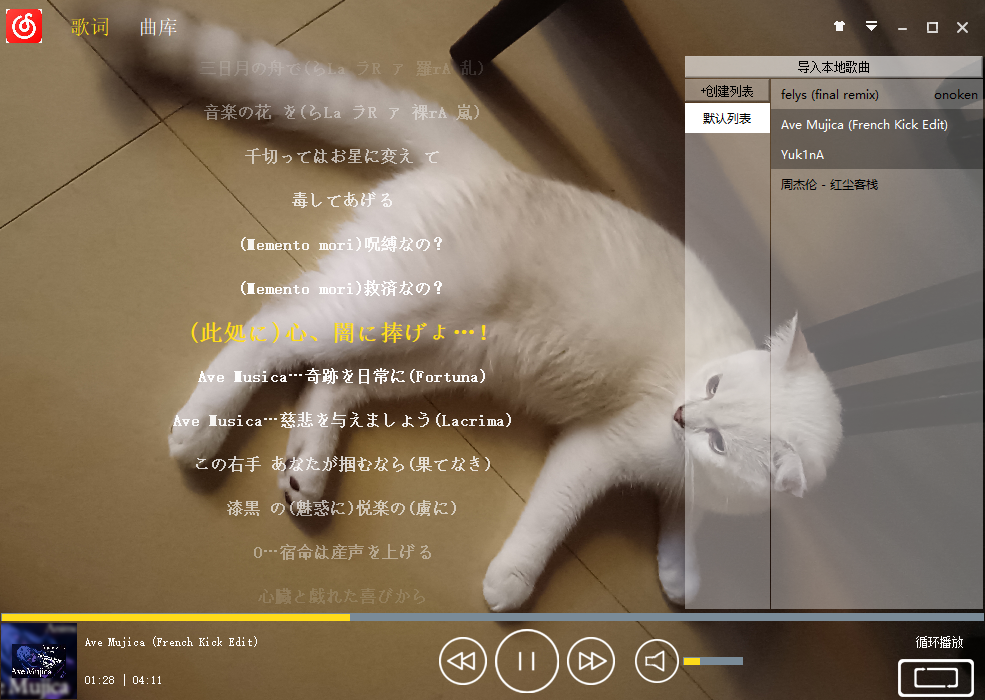 歌词 曲库
三日月の舟で(らLa ラR ァ 羅rA 乱)
音楽の花 を(らLa ラR ァ 裸rA 嵐)
千切ってはお星に変え て
毒してあげる
(Memento mori)呪縛なの?
(Memento mori)救済なの?
(此処に)心、闇に捧げよ…!
Ave Musica…奇跡を日常に(Fortuna)
Ave Musica…慈悲を与えましょう(Lacrima)
この右手 あなたが掴むなら(果てなき)
漆黒 の(魅惑に)悦楽の(虜に)
O…宿命は産声を上げる
心臓と戯れた喜びから
导入本地歌曲
+创建列表
默认列表
felys (final remix) onoken
Ave Mujica (French Kick Edit)
Yuk1nA
周杰伦 - 红尘客栈
Ave Mujica
Mujica
Ave Mujica (French Kick Edit)
01:28 | 04:11
循环播放